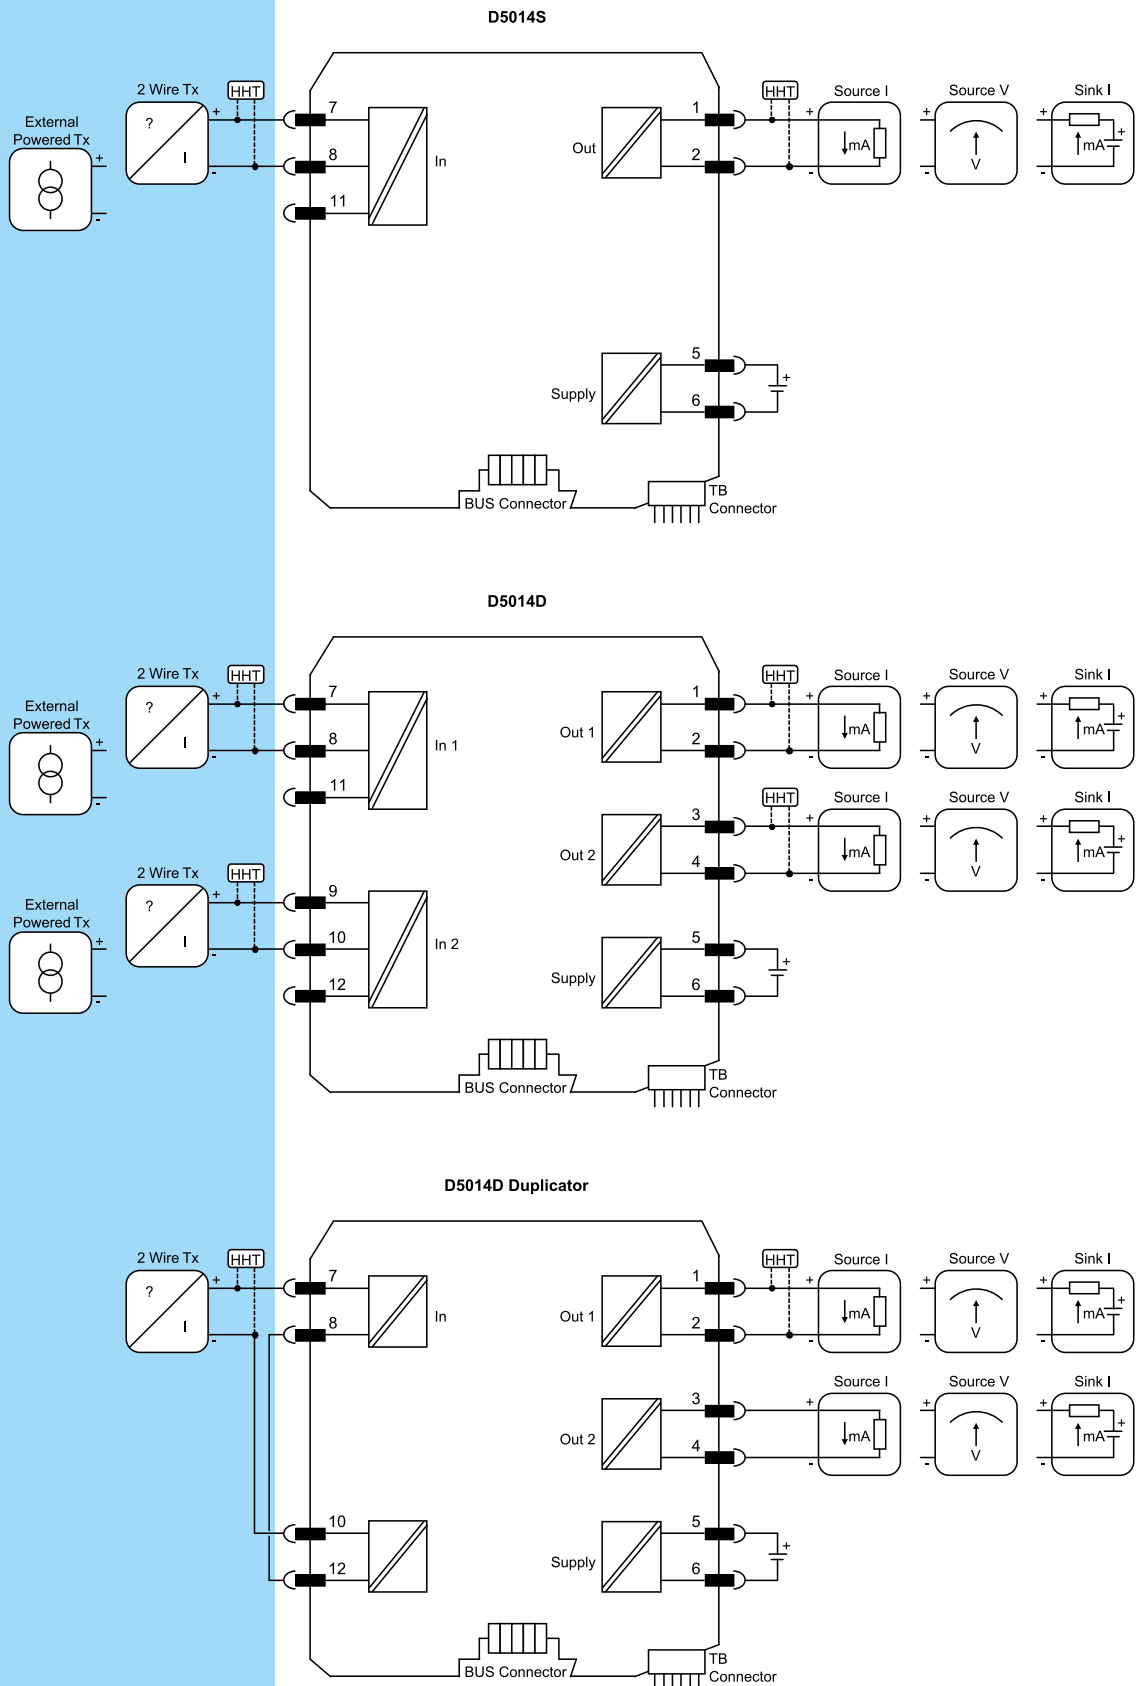 D5014S
2 Wire Tx
HHT
External
Powered Tx
+
-
?
I
+
-
7
8
11
In
Out
1
2
HHT
Source I
+
-
mA
Source V
+
-
V
Sink I
+
-
mA
+
Supply
5
6
+
BUS Connector
TB
Connector
D5014D
2 Wire Tx
HHT
External
Powered Tx
+
-
?
I
+
-
7
8
11
In 1
Out 1
1
2
HHT
Source I
+
-
mA
Source V
+
-
V
Sink I
+
-
mA
+
Out 2
3
4
HHT
Source I
+
-
mA
Source V
+
-
V
Sink I
+
-
mA
+
2 Wire Tx
HHT
External
Powered Tx
+
-
?
I
+
-
9
10
12
In 2
Supply
5
6
+
BUS Connector
TB
Connector
D5014D Duplicator
2 Wire Tx
HHT
?
I
+
-
7
8
In
Out 1
1
2
HHT
Source I
+
-
mA
Source V
+
-
V
Sink I
+
-
mA
+
Out 2
3
4
Source I
+
-
mA
Source V
+
-
V
Sink I
+
-
mA
+
10
12
Supply
5
6
+
BUS Connector
TB
Connector